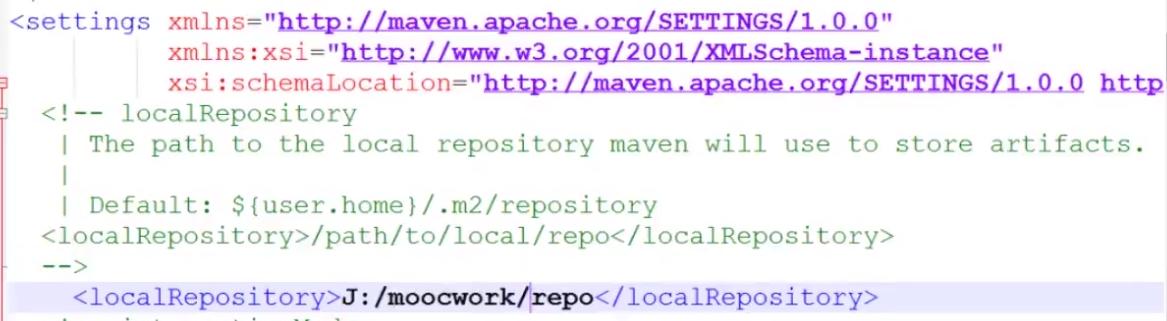 <settings xmlns="http://maven.apache.org/SETTINGS/1.0.0"
xmlns:xsi="http://www.w3.org/2001/XMLSchema-instance"
xsi:schemaLocation="http://maven.apache.org/SETTINGS/1.0.0 http
<!-- localRepository
| The path to the local repository maven will use to store artifacts.
|
| Default: ${user.home}/.m2/repository
<localRepository>/path/to/local/repo</localRepository>
-->
<localRepository>J:/moocwork/repo</localRepository>